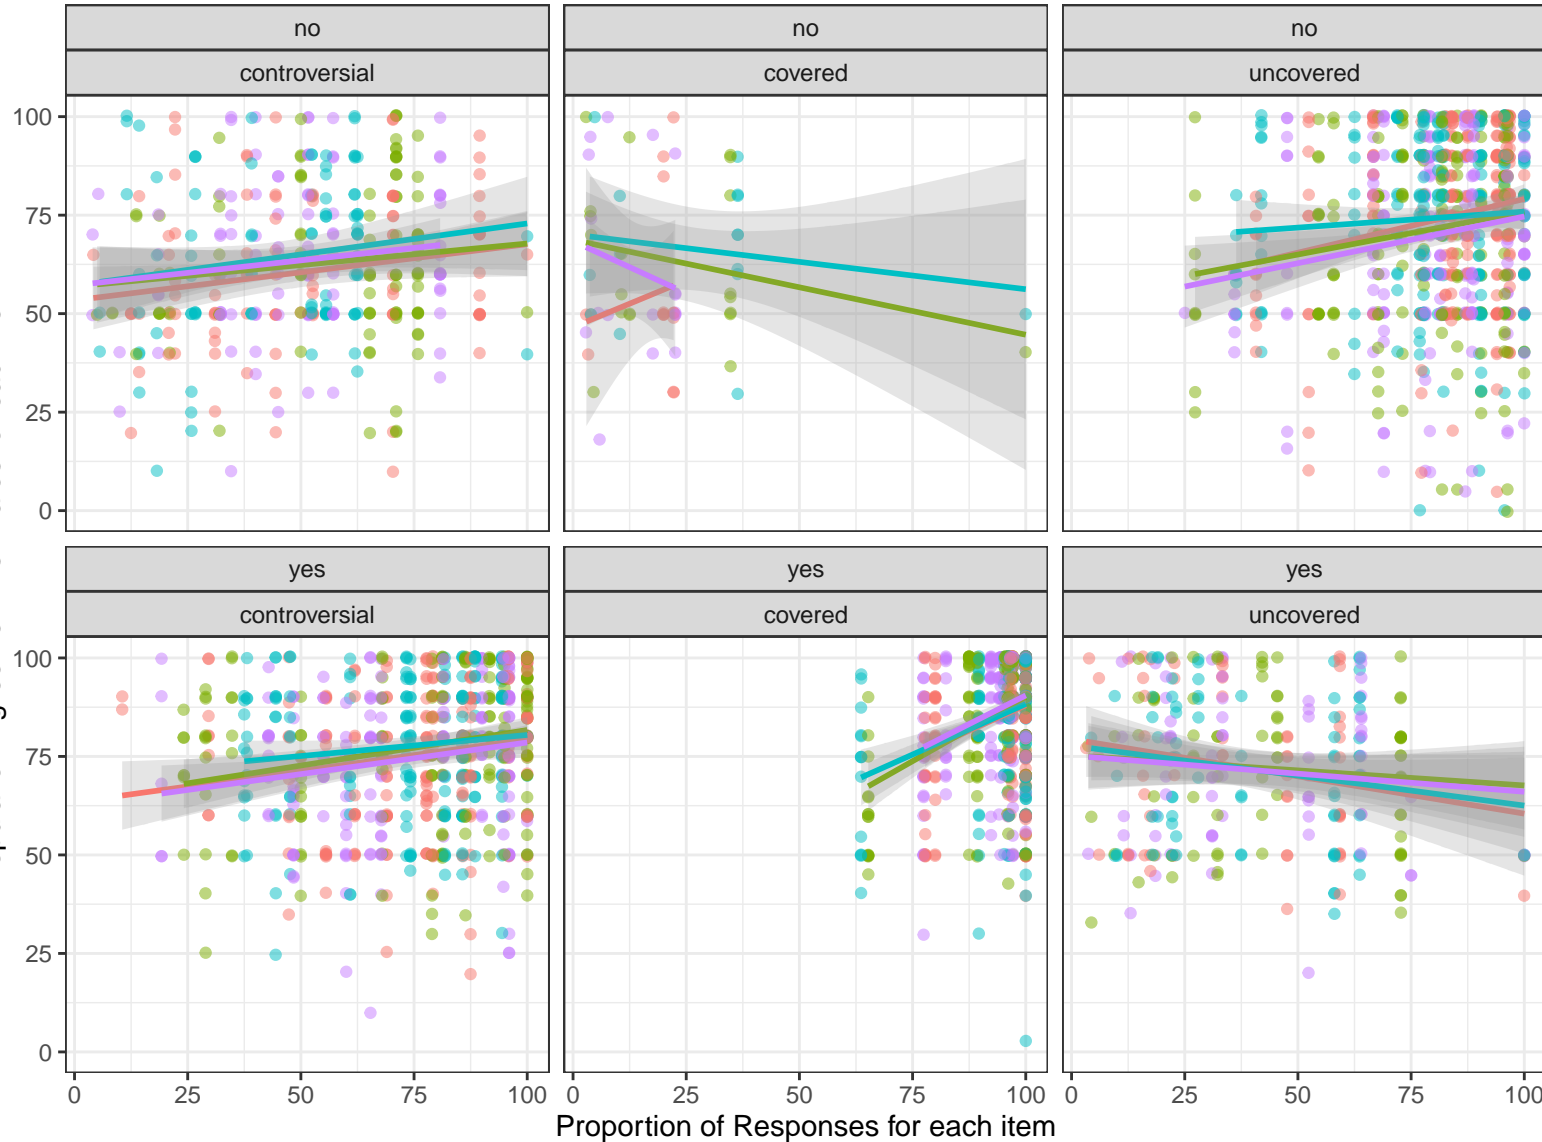 no no no
controversial covered uncovered
100
75
50
25
0
yes yes yes
controversial covered uncovered
100
75
50
25
0
0 25 50 75 100 0 25 50 75 100 0 25 50 75 100
Proportion of Responses for each item